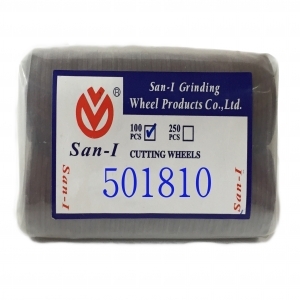 ®
San-I Grinding
Wheel Products Co., Ltd.
100 PCS ☑ 250 PCS ☐
San-I
CUTTING WHEELS
San-I
501810
San-I